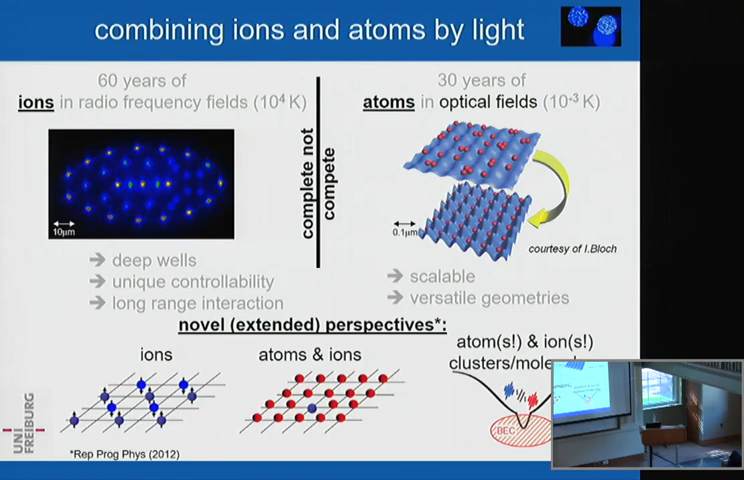 combining ions and atoms by light
60 years of
ions in radio frequency fields (10⁴ K)
complete not
compete
30 years of
atoms in optical fields (10⁻³ K)
10μm
0.1μm
courtesy of I.Bloch
➔ deep wells
➔ unique controllability
➔ long range interaction
➔ scalable
➔ versatile geometries
novel (extended) perspectives*:
ions
atoms & ions
atom(s!) & ion(s!)
BEC
UNI
FREIBURG
*Rep Prog Phys (2012)